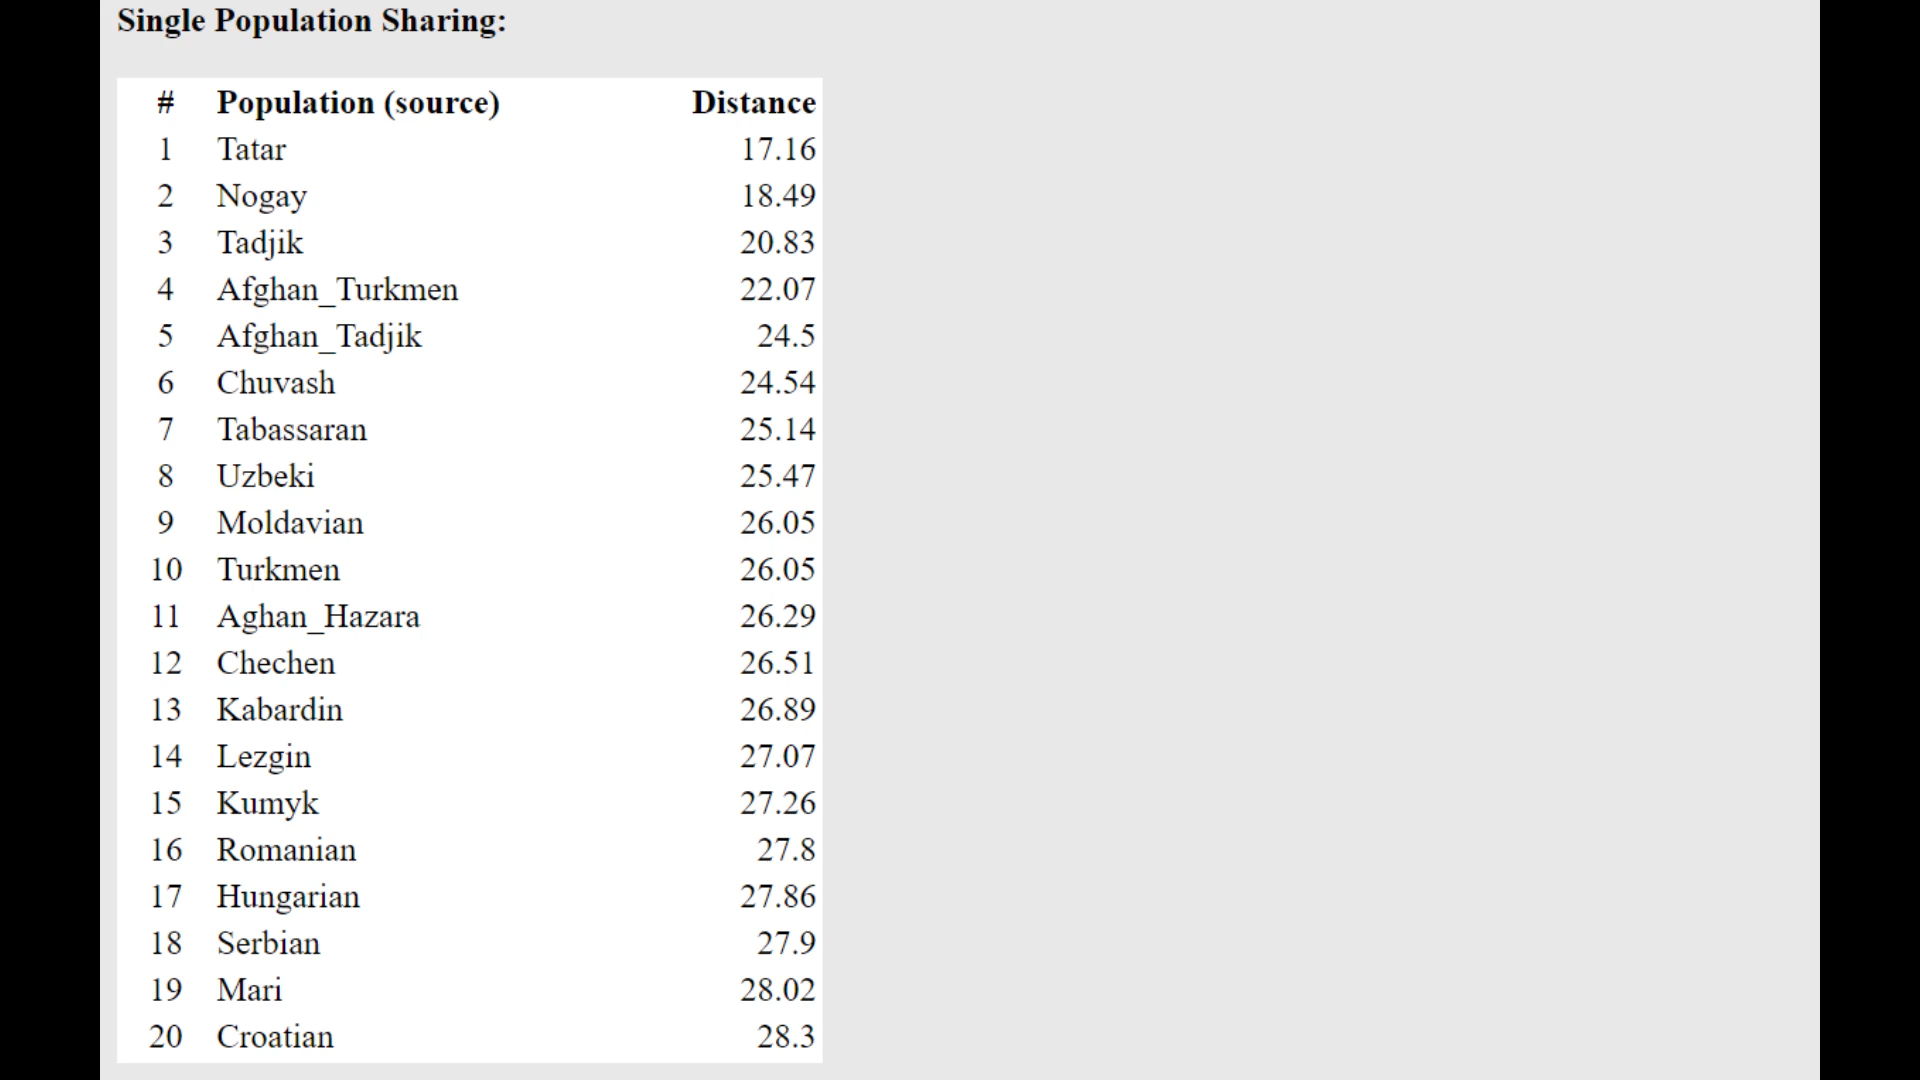 Single Population Sharing:
# Population (source) Distance
1 Tatar 17.16
2 Nogay 18.49
3 Tadjik 20.83
4 Afghan_Turkmen 22.07
5 Afghan_Tadjik 24.5
6 Chuvash 24.54
7 Tabassaran 25.14
8 Uzbeki 25.47
9 Moldavian 26.05
10 Turkmen 26.05
11 Aghan_Hazara 26.29
12 Chechen 26.51
13 Kabardin 26.89
14 Lezgin 27.07
15 Kumyk 27.26
16 Romanian 27.8
17 Hungarian 27.86
18 Serbian 27.9
19 Mari 28.02
20 Croatian 28.3